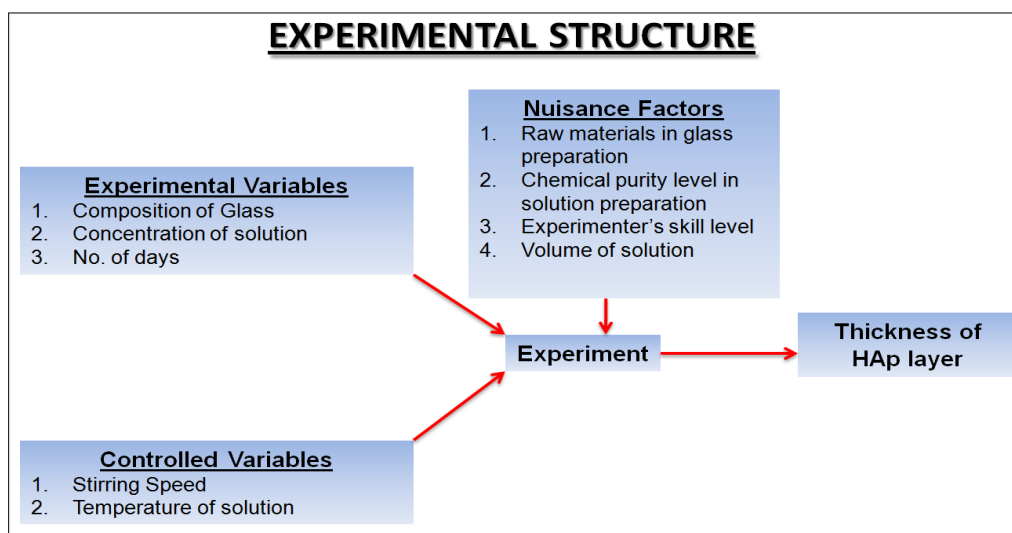 EXPERIMENTAL STRUCTURE
Nuisance Factors
1. Raw materials in glass
preparation
2. Chemical purity level in
solution preparation
3. Experimenter's skill level
4. Volume of solution
Experimental Variables
1. Composition of Glass
2. Concentration of solution
3. No. of days
Experiment
Thickness of
HAp layer
Controlled Variables
1. Stirring Speed
2. Temperature of solution